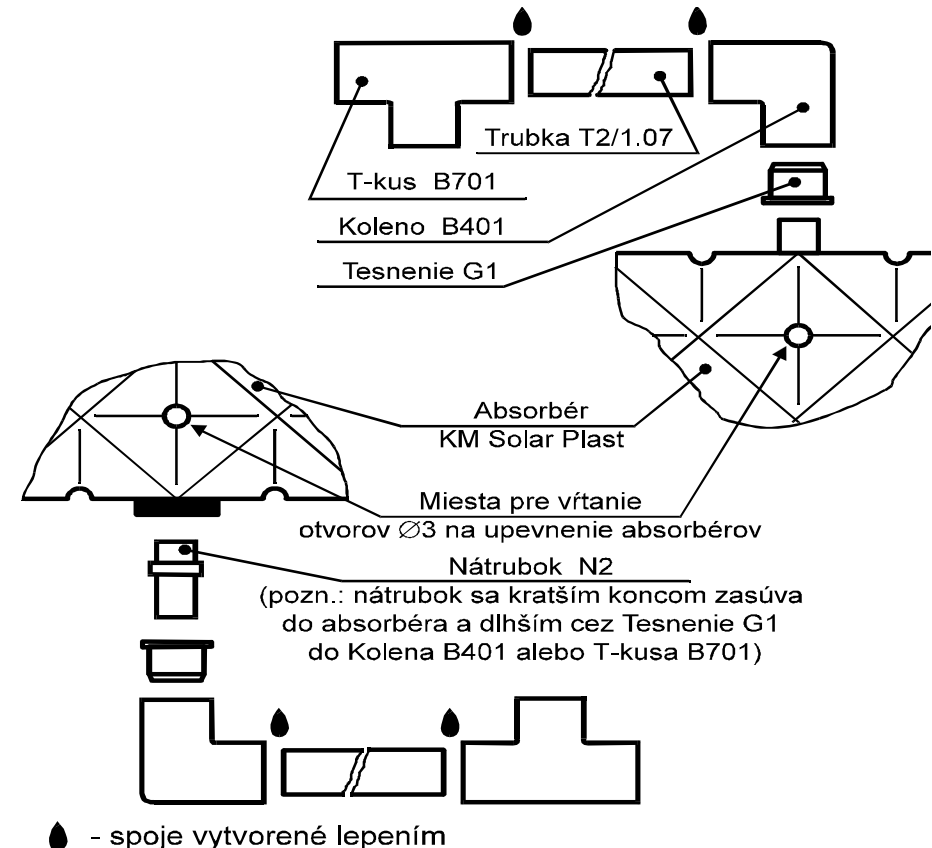 Trubka T2/1.07
T-kus B701
Koleno B401
Tesnenie G1
Absorbér
KM Solar Plast
Miesta pre vŕtanie
otvorov ∅3 na upevnenie absorbérov
Nátrubok N2
(pozn.: nátrubok sa kratším koncom zasúva
do absorbéra a dlhším cez Tesnenie G1
do Kolena B401 alebo T-kusa B701)
- spoje vytvorené lepením